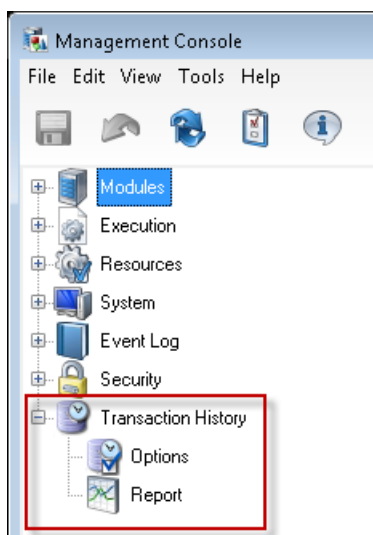 Management Console
File Edit View Tools Help
Modules
Execution
Resources
System
Event Log
Security
Transaction History
Options
Report